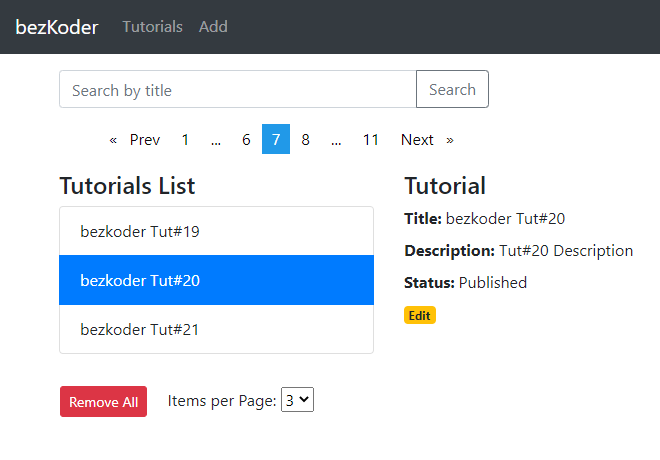 bezKoder Tutorials Add
Search by title Search
« Prev 1 ... 6 7 8 ... 11 Next »
Tutorials List
bezkoder Tut#19
bezkoder Tut#20
bezkoder Tut#21
Tutorial
Title: bezkoder Tut#20
Description: Tut#20 Description
Status: Published
Edit
Remove All Items per Page: 3